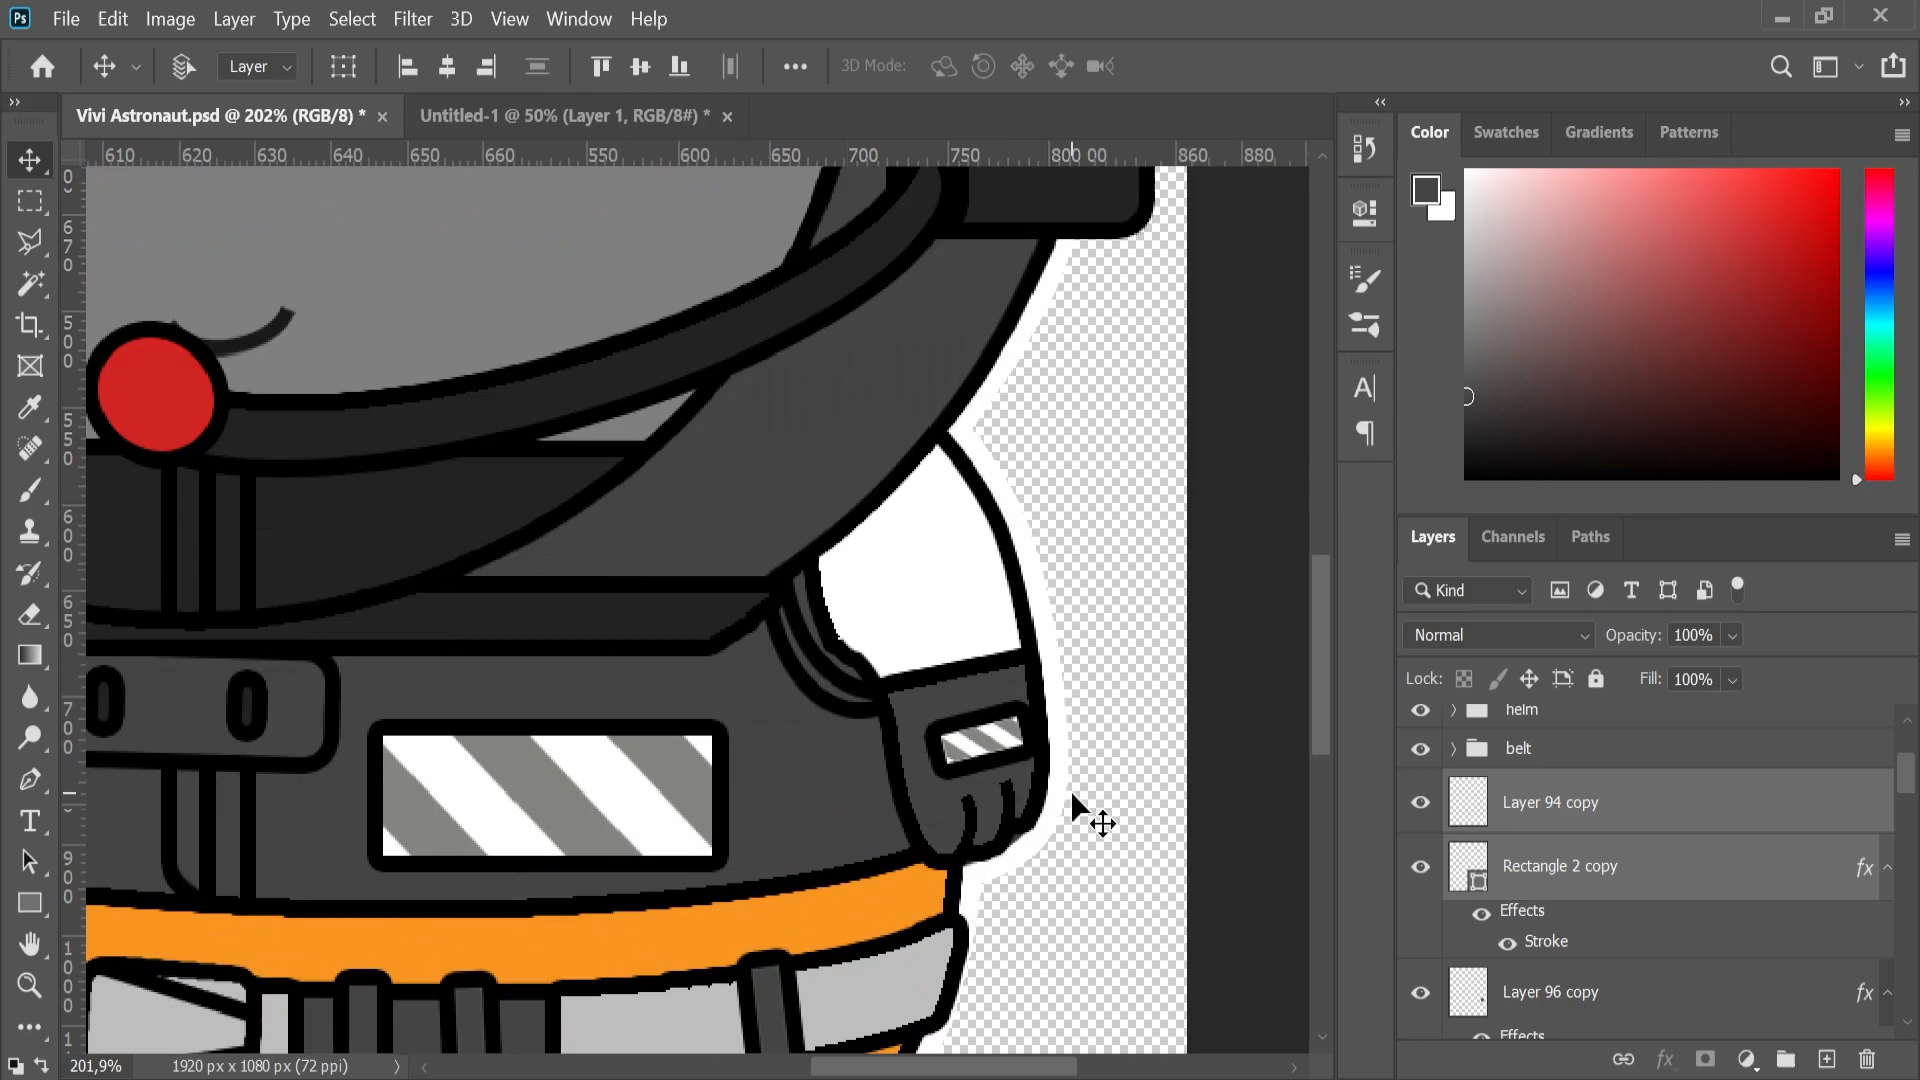 Ps File Edit Image Layer Type Select Filter 3D View Window Help
Layer 3D Mode:
Vivi Astronaut.psd @ 202% (RGB/8) * × Untitled-1 @ 50% (Layer 1, RGB/8#) * ×
610 620 630 640 650 660 550 600 650 700 750 800 00 860 880
Color Swatches Gradients Patterns
Layers Channels Paths
Kind
Normal Opacity: 100%
Lock: Fill: 100%
helm
belt
Layer 94 copy
Rectangle 2 copy fx
Effects
Stroke
Layer 96 copy fx
Effects
201,9% 1920 px x 1080 px (72 ppi)